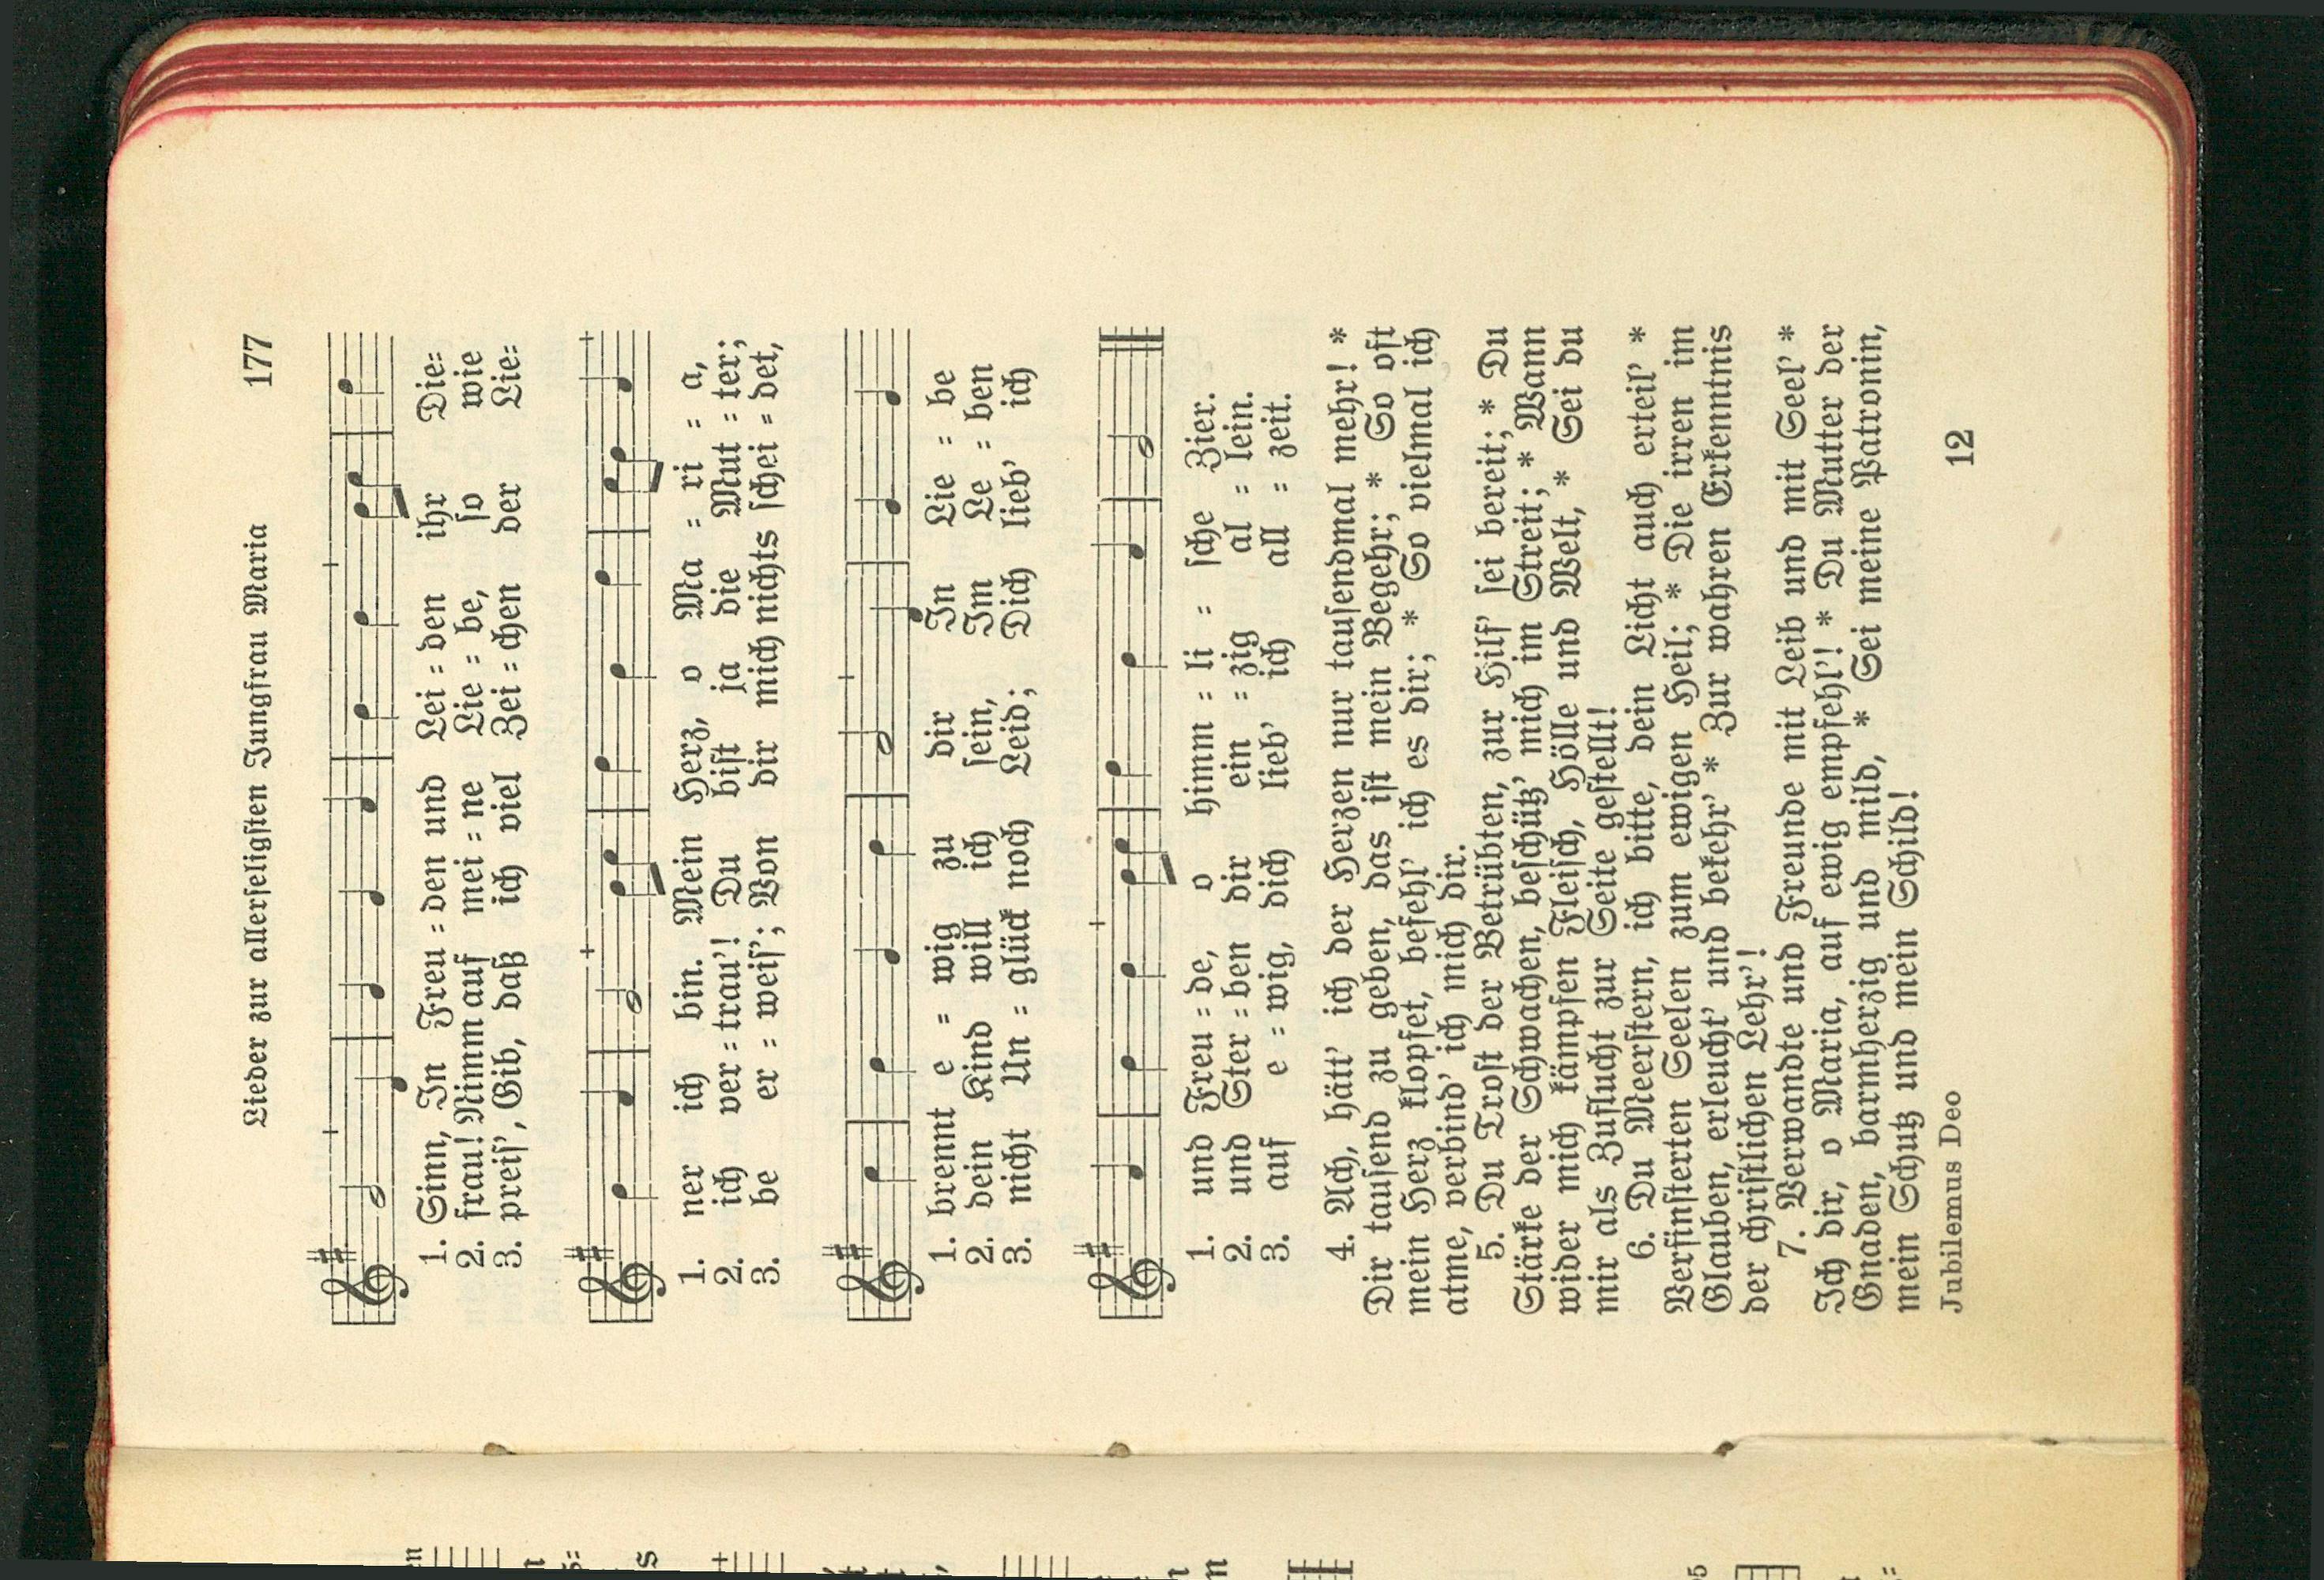 Lieder zur allerseligsten Jungfrau Maria 177
1. Sinn, In Freu=den und Lei=den ihr Die=
2. frau! Nimm auf mei=ne Lie=be, so wie
3. preis', Gib, daß ich viel Zei=chen der Lie=
1. ner ich bin. Mein Herz, o Ma=ri=a,
2. ich ver=trau'! Du bist ja die Mut=ter;
3. be er=weis'; Von dir mich nichts schei=det,
1. brennt e=wig zu dir In Lie=be
2. dein Kind will ich sein, Im Le=ben
3. nicht Un=glück noch Leid; Dich lieb' ich
1. und Freu=de, o himm=li=sche Zier.
2. und Ster=ben dir ein=zig al=lein.
3. auf e=wig, dich lieb' ich all=zeit.
4. Ach, hätt' ich der Herzen nur tausendmal mehr! *
Dir tausend zu geben, das ist mein Begehr; * So oft
mein Herz klopfet, befehl' ich es dir; * So vielmal ich
atme, verbind' ich mich dir.
5. Du Trost der Betrübten, zur Hilf' sei bereit; * Du
Stärke der Schwachen, beschütz' mich im Streit; * Wann
wider mich kämpfen Fleisch, Hölle und Welt, * Sei du
mir als Zuflucht zur Seite gestellt!
6. Du Meerstern, ich bitte, dein Licht auch erteil' *
Verfinsterten Seelen zum ewigen Heil; * Die irren im
Glauben, erleucht' und bekehr' * Zur wahren Erkenntnis
der christlichen Lehr'!
7. Verwandte und Freunde mit Leib und mit Seel' *
Ich dir, o Maria, auf ewig empfehl'! * Du Mutter der
Gnaden, barmherzig und mild, * Sei meine Patronin,
mein Schutz und mein Schild!
Jubilemus Deo 12